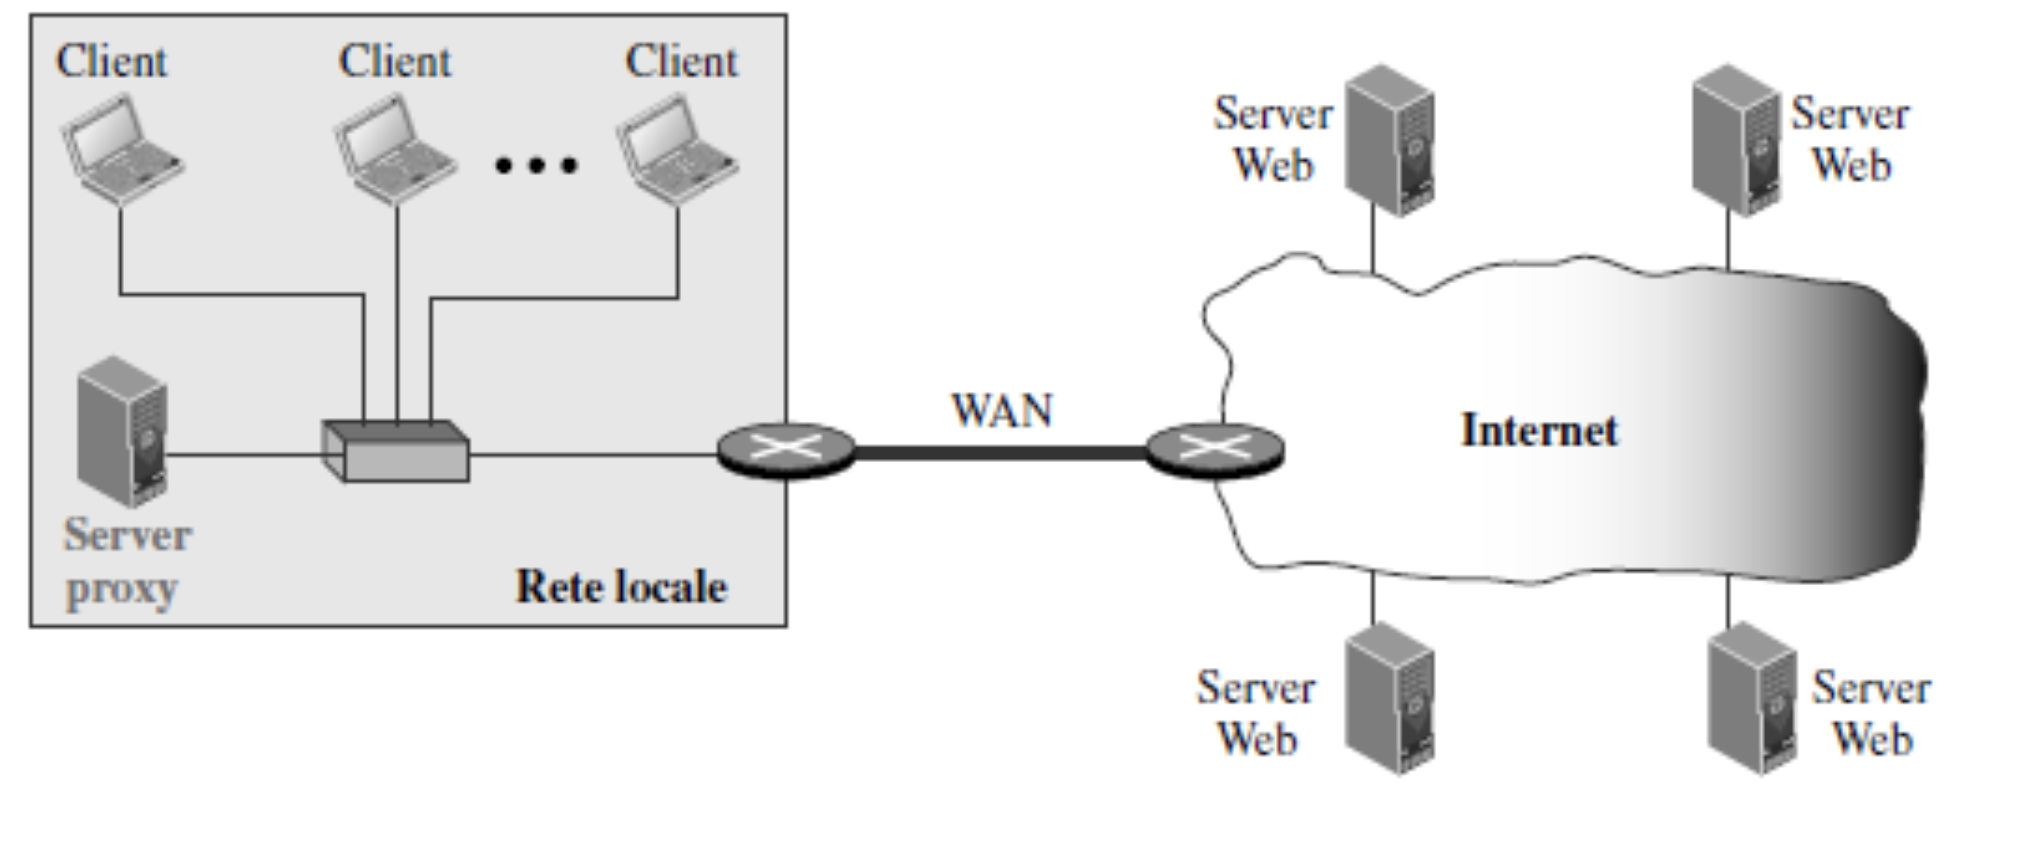 Client
Client
Client
Server
Web
Server
Web
WAN
Internet
Server
proxy
Rete locale
Server
Web
Server
Web